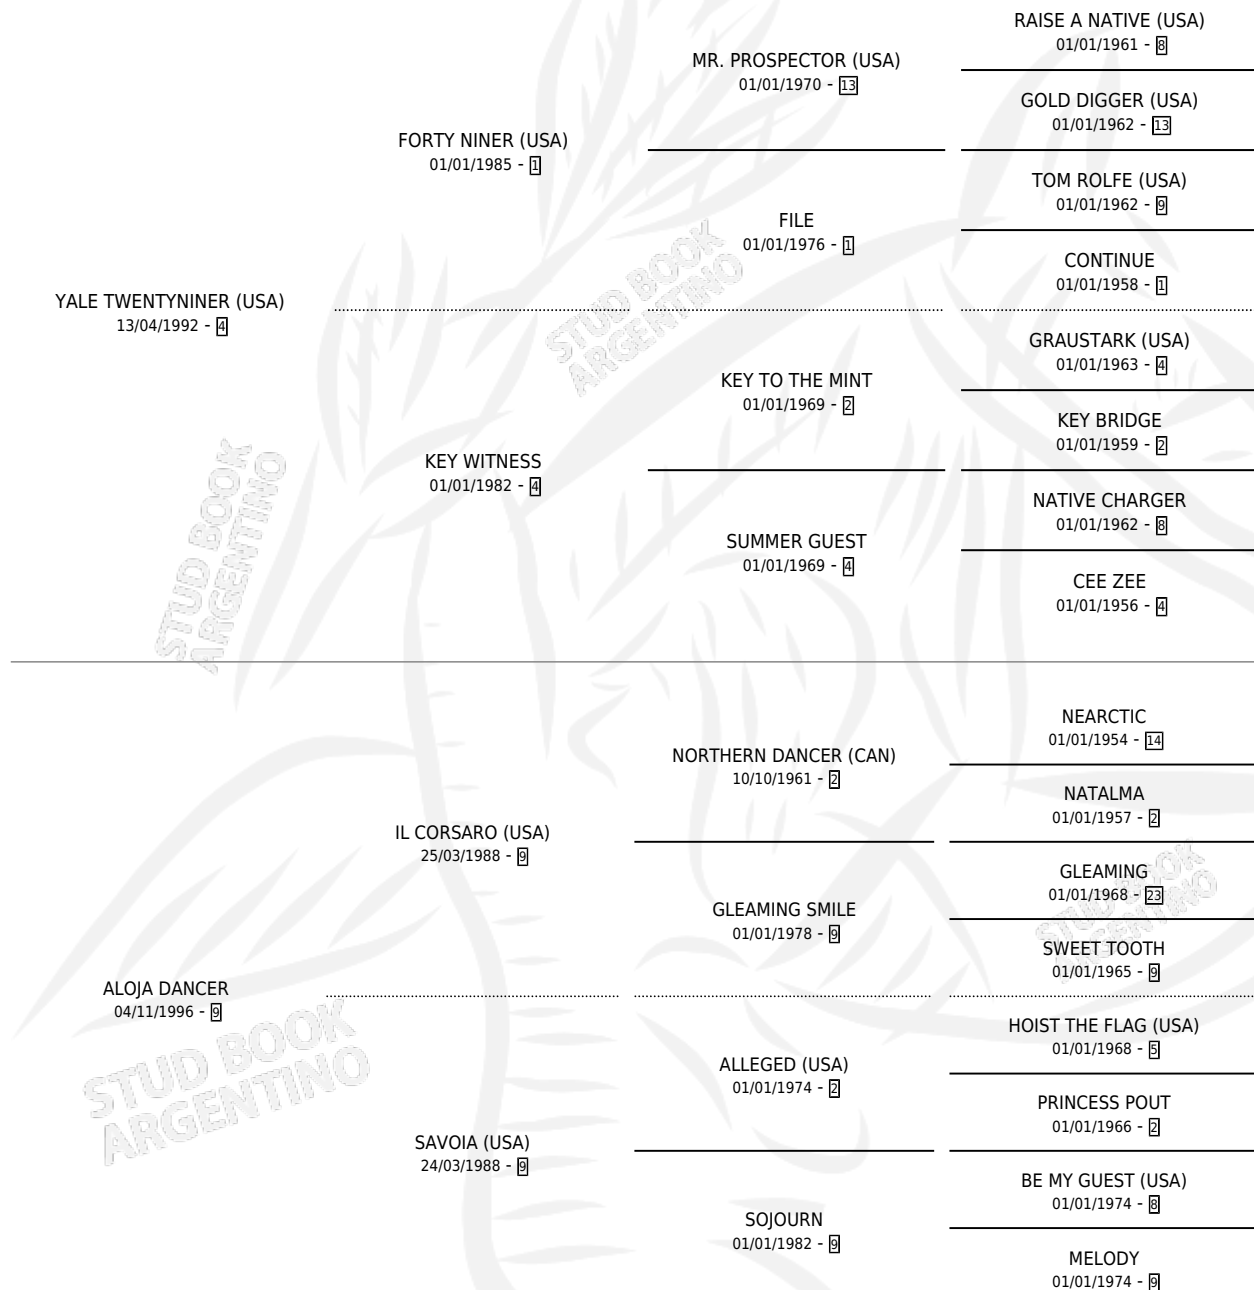 RAISE A NATIVE (USA)
01/01/1961 - 8
MR. PROSPECTOR (USA)
01/01/1970 - 13
GOLD DIGGER (USA)
01/01/1962 - 13
FORTY NINER (USA)
01/01/1985 - 1
TOM ROLFE (USA)
01/01/1962 - 9
FILE
01/01/1976 - 1
CONTINUE
01/01/1958 - 1
YALE TWENTYNINER (USA)
13/04/1992 - 4
GRAUSTARK (USA)
01/01/1963 - 4
KEY TO THE MINT
01/01/1969 - 2
KEY BRIDGE
01/01/1959 - 2
KEY WITNESS
01/01/1982 - 4
NATIVE CHARGER
01/01/1962 - 8
SUMMER GUEST
01/01/1969 - 4
CEE ZEE
01/01/1956 - 4
NEARCTIC
01/01/1954 - 14
NORTHERN DANCER (CAN)
10/10/1961 - 2
NATALMA
01/01/1957 - 2
IL CORSARO (USA)
25/03/1988 - 9
GLEAMING
01/01/1968 - 23
GLEAMING SMILE
01/01/1978 - 9
SWEET TOOTH
01/01/1965 - 9
ALOJA DANCER
04/11/1996 - 9
HOIST THE FLAG (USA)
01/01/1968 - 5
ALLEGED (USA)
01/01/1974 - 2
PRINCESS POUT
01/01/1966 - 2
SAVOIA (USA)
24/03/1988 - 9
BE MY GUEST (USA)
01/01/1974 - 8
SOJOURN
01/01/1982 - 9
MELODY
01/01/1974 - 9
STUD BOOK
ARGENTINO
STUD BOOK
ARGENTINO
STUD BOOK
ARGENTINO
STUD BOOK
ARGENTINO